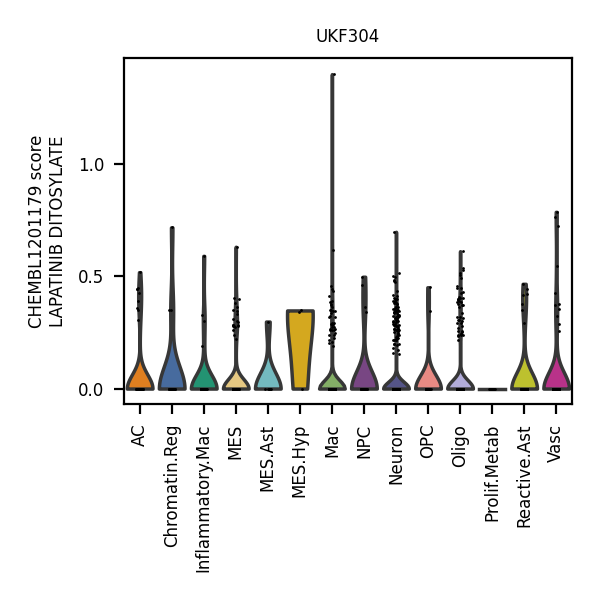 UKF304
CHEMBL1201179 score
LAPATINIB DITOSYLATE
1.0
0.5
0.0
AC
Chromatin.Reg
Inflammatory.Mac
MES
MES.Ast
MES.Hyp
Mac
NPC
Neuron
OPC
Oligo
Prolif.Metab
Reactive.Ast
Vasc